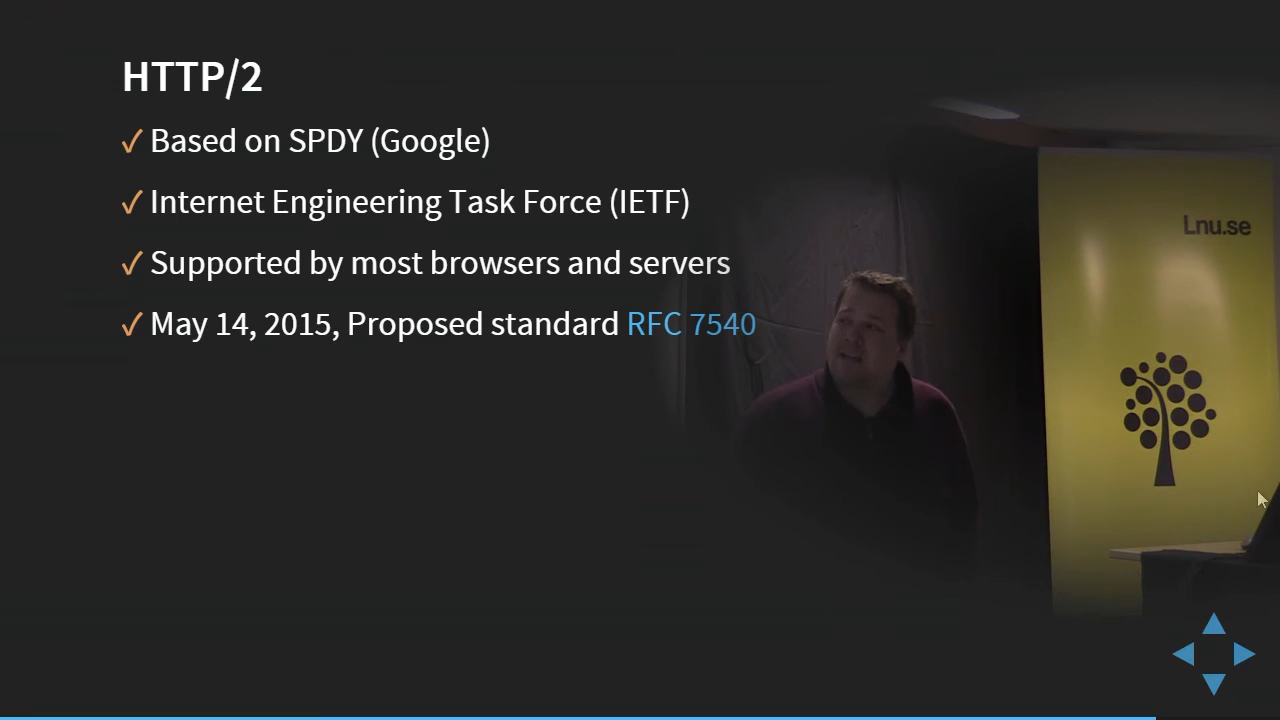 HTTP/2
✓ Based on SPDY (Google)
✓ Internet Engineering Task Force (IETF)
✓ Supported by most browsers and servers
✓ May 14, 2015, Proposed standard RFC 7540
Lnu.se